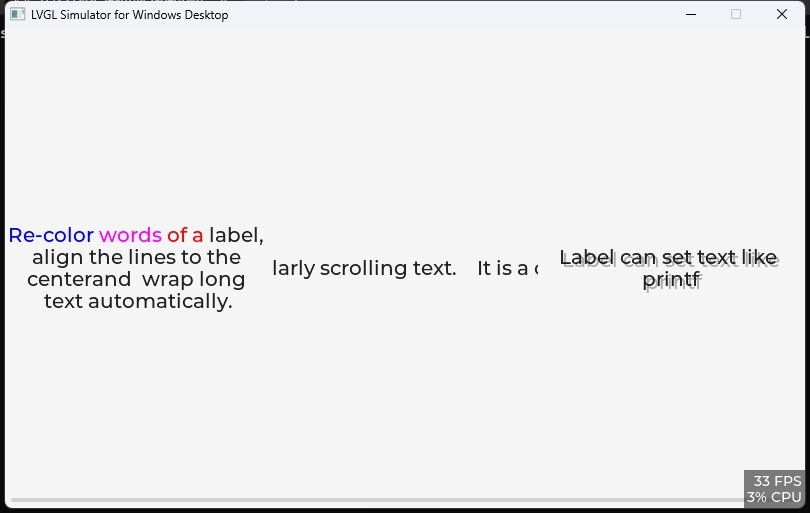 LVGL Simulator for Windows Desktop
Re-color words of a label,
align the lines to the
centerand  wrap long
text automatically.
larly scrolling text.    It is a
Label can set text like
printf
33 FPS
3% CPU